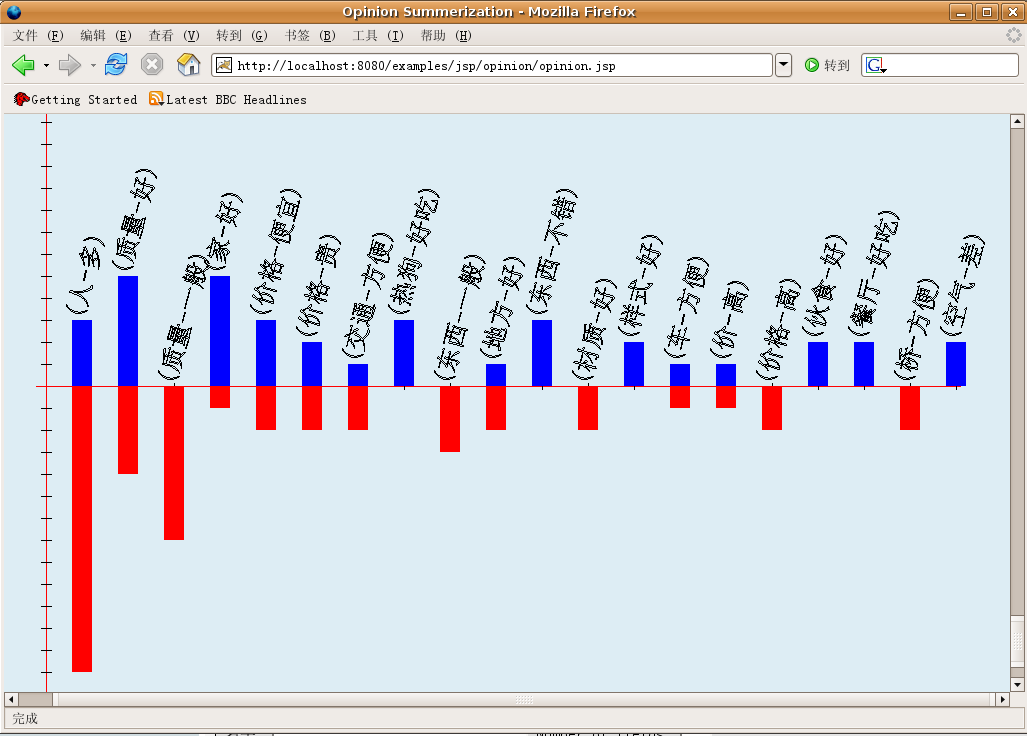 Opinion Summerization - Mozilla Firefox
文件 (F) 编辑 (E) 查看 (V) 转到 (G) 书签 (B) 工具 (T) 帮助 (H)
http://localhost:8080/examples/jsp/opinion/opinion.jsp 转到 G
Getting Started Latest BBC Headlines
(人-多)
(质量-好)
(质量-一般)
(家-好)
(价格-便宜)
(价格-贵)
(交通-方便)
(热狗-好吃)
(东西-一般)
(地方-好)
(东西-不错)
(材质-好)
(样式-好)
(车-方便)
(价-高)
(价格-高)
(伙食-好)
(餐厅-好吃)
(桥-方便)
(空气-差)
完成